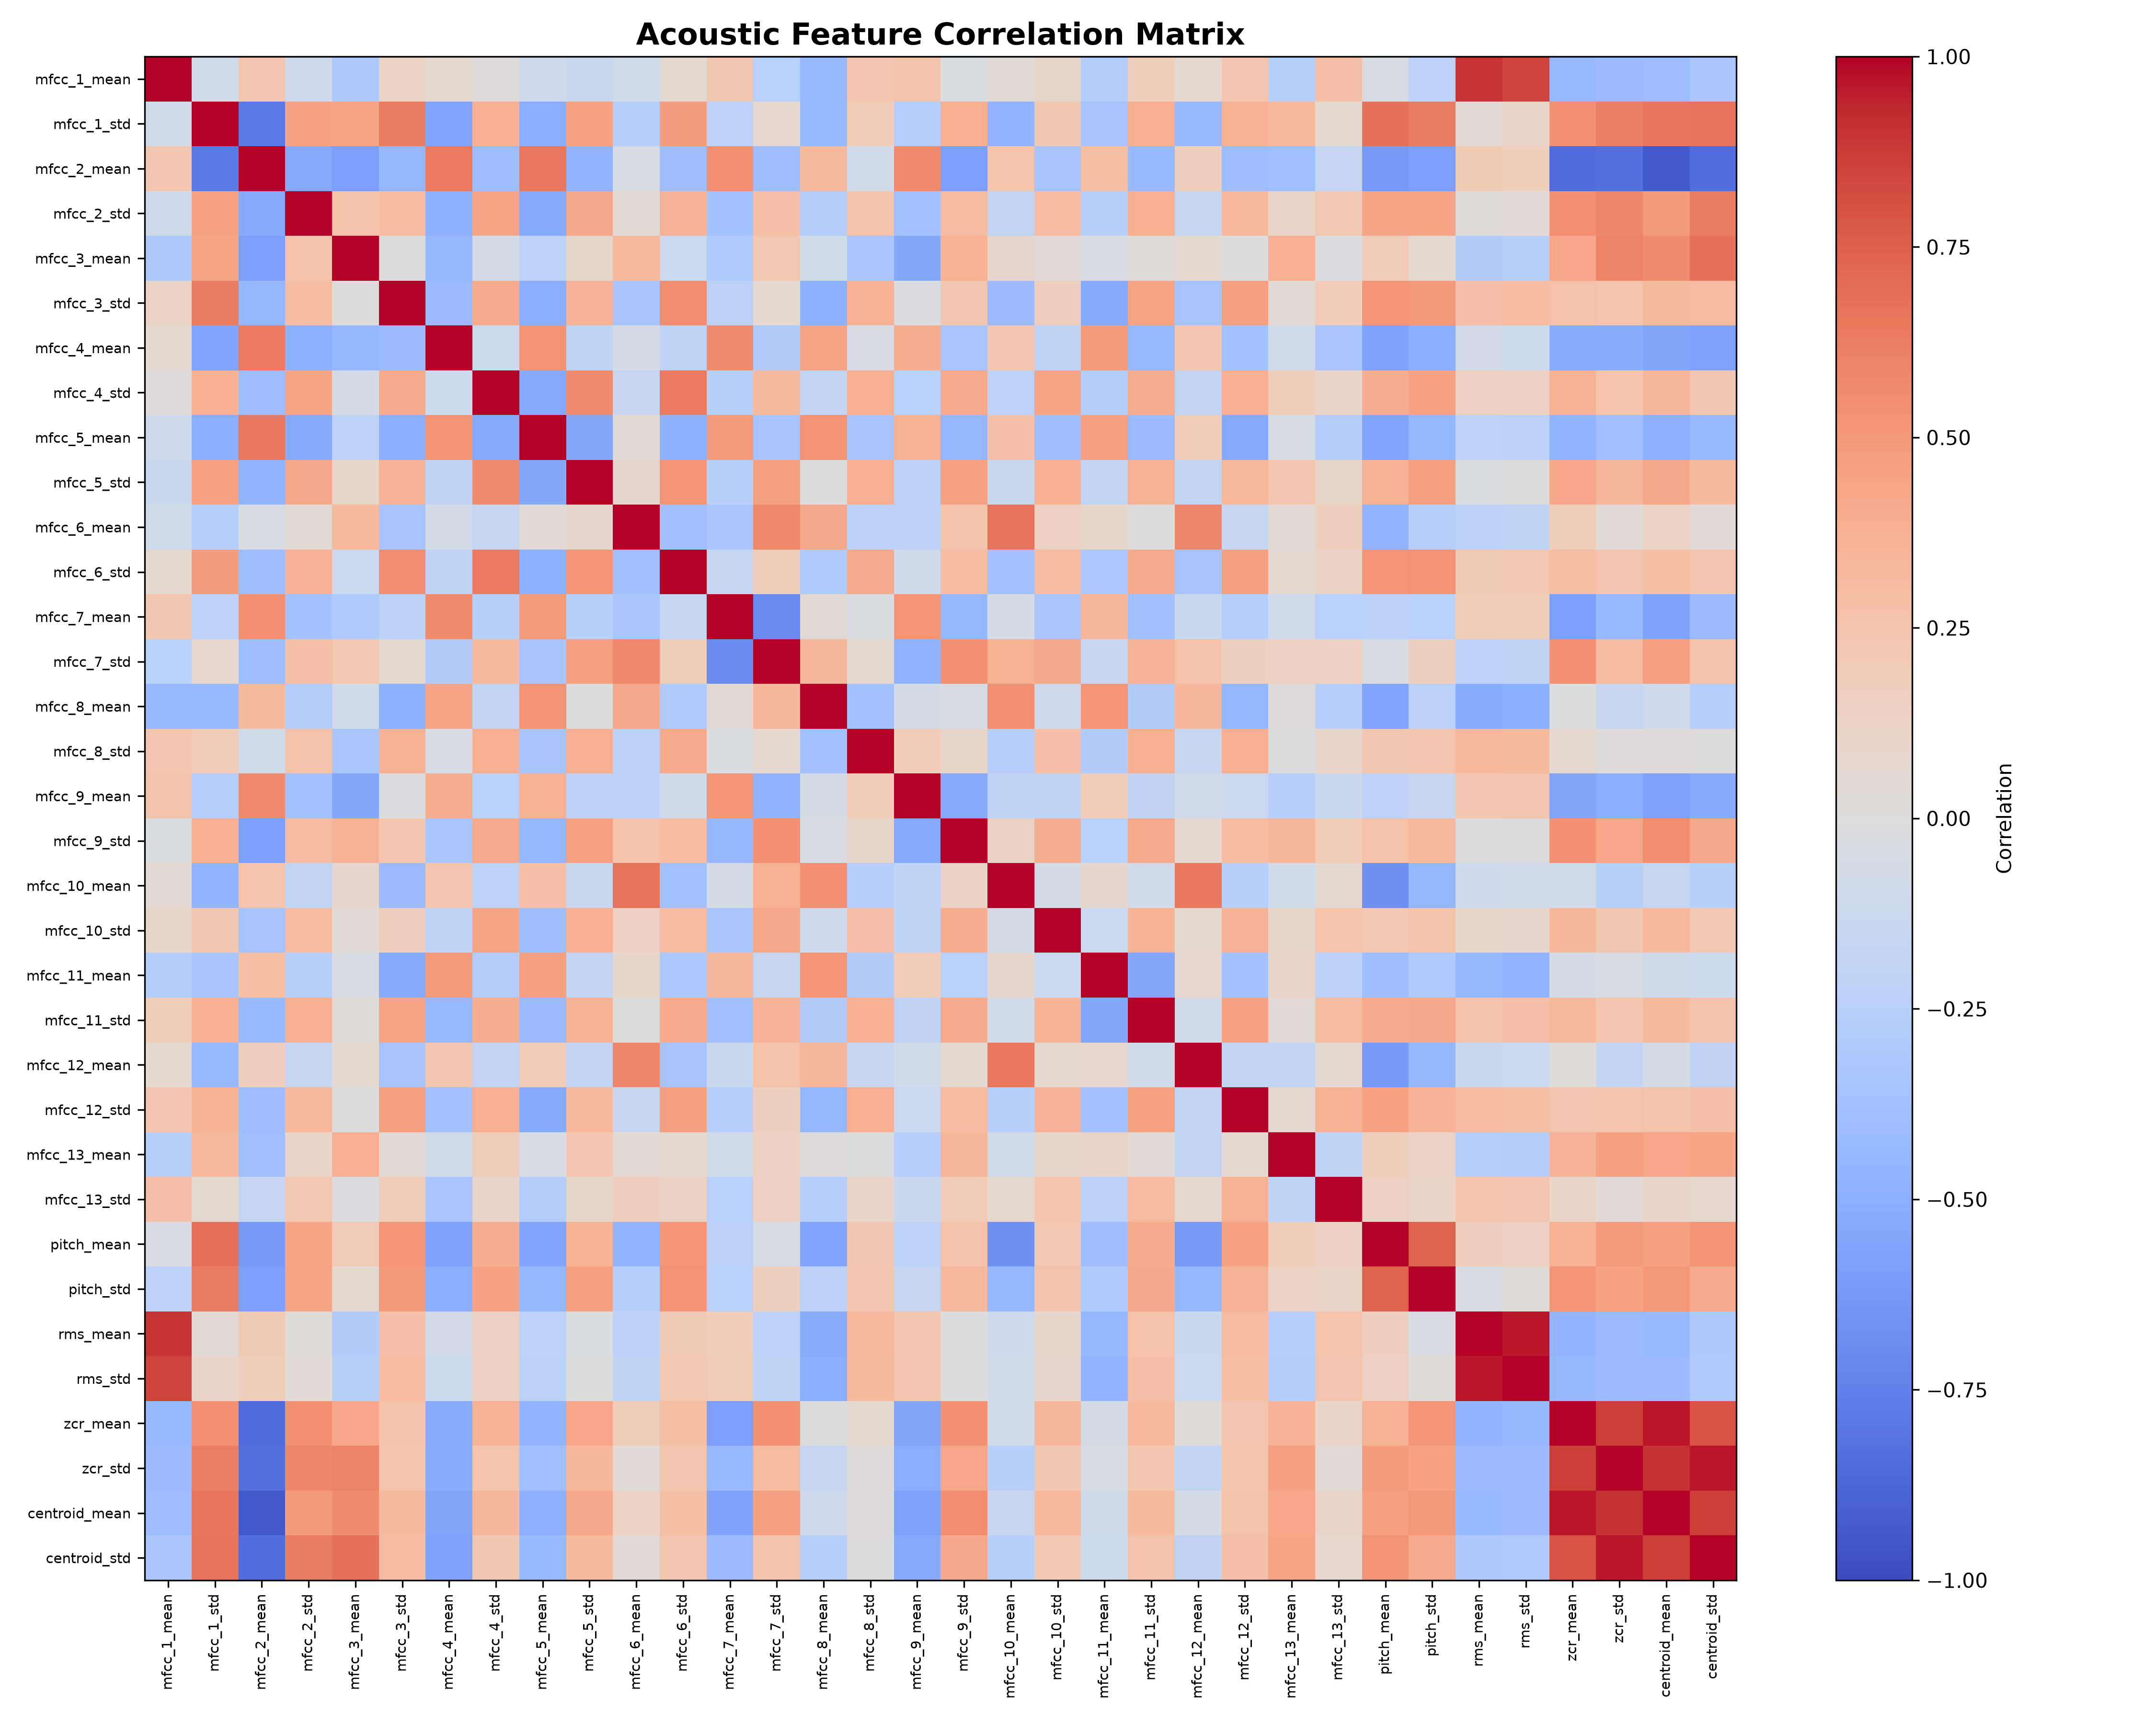 Acoustic Feature Correlation Matrix
mfcc_1_mean
mfcc_1_std
mfcc_2_mean
mfcc_2_std
mfcc_3_mean
mfcc_3_std
mfcc_4_mean
mfcc_4_std
mfcc_5_mean
mfcc_5_std
mfcc_6_mean
mfcc_6_std
mfcc_7_mean
mfcc_7_std
mfcc_8_mean
mfcc_8_std
mfcc_9_mean
mfcc_9_std
mfcc_10_mean
mfcc_10_std
mfcc_11_mean
mfcc_11_std
mfcc_12_mean
mfcc_12_std
mfcc_13_mean
mfcc_13_std
pitch_mean
pitch_std
rms_mean
rms_std
zcr_mean
zcr_std
centroid_mean
centroid_std
mfcc_1_mean
mfcc_1_std
mfcc_2_mean
mfcc_2_std
mfcc_3_mean
mfcc_3_std
mfcc_4_mean
mfcc_4_std
mfcc_5_mean
mfcc_5_std
mfcc_6_mean
mfcc_6_std
mfcc_7_mean
mfcc_7_std
mfcc_8_mean
mfcc_8_std
mfcc_9_mean
mfcc_9_std
mfcc_10_mean
mfcc_10_std
mfcc_11_mean
mfcc_11_std
mfcc_12_mean
mfcc_12_std
mfcc_13_mean
mfcc_13_std
pitch_mean
pitch_std
rms_mean
rms_std
zcr_mean
zcr_std
centroid_mean
centroid_std
1.00
0.75
0.50
0.25
0.00
−0.25
−0.50
−0.75
−1.00
Correlation